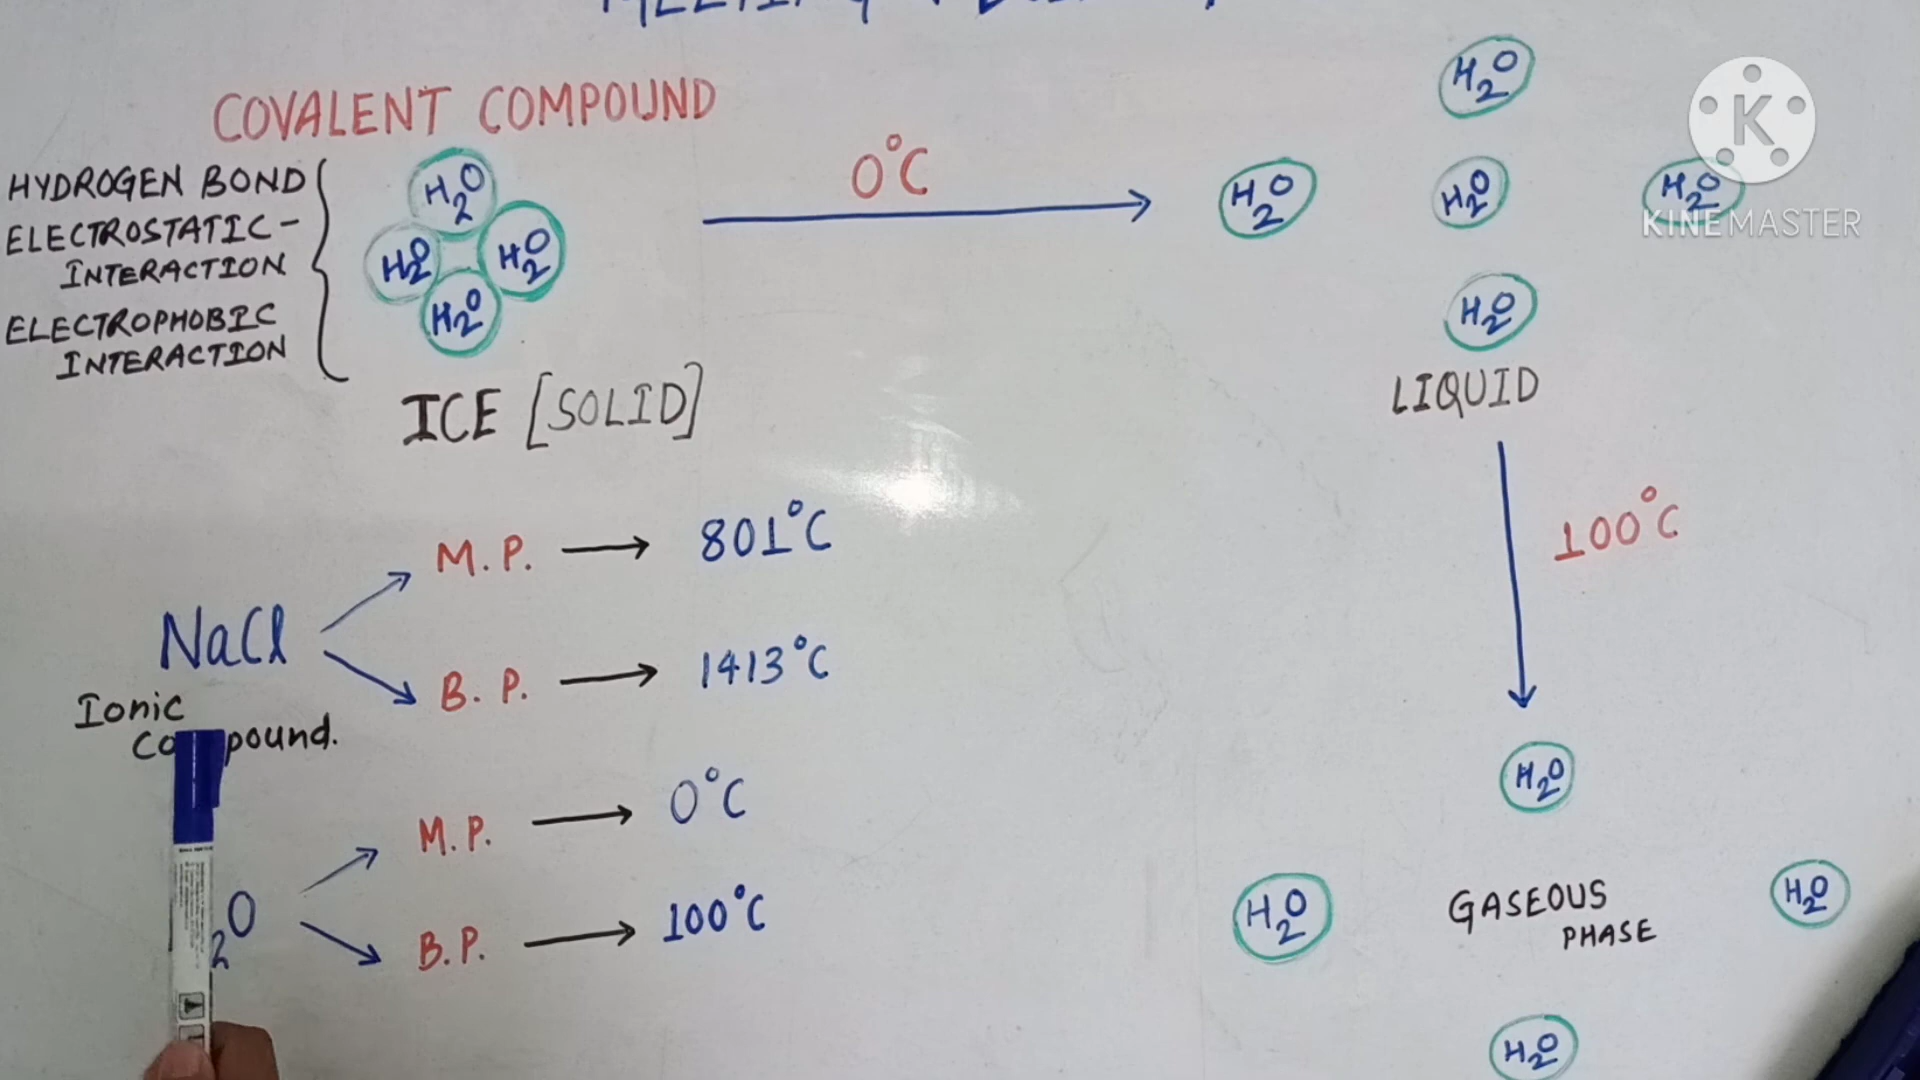 COVALENT COMPOUND
HYDROGEN BOND
ELECTROSTATIC-
INTERACTION
ELECTROPHOBIC
INTERACTION
H2O
H2O
H2O
H2O
ICE [SOLID]
0°C
H2O
H2O
H2O
H2O
H2O
K
KINEMASTER
LIQUID
100°C
NaCl
Ionic
M.P. → 801°C
B.P. → 1413°C
2O
M.P. → 0°C
B.P. → 100°C
H2O
H2O
GASEOUS
PHASE
H2O
H2O